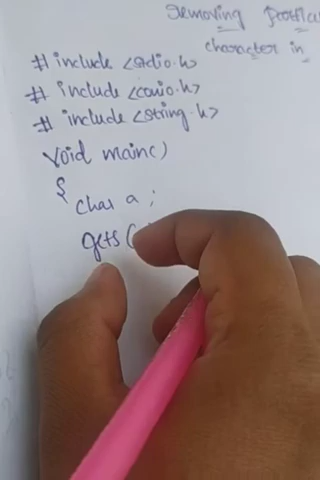 Removing
character in
# include <stdio.h>
# include <conio.h>
# include <string.h>
void main()
{
char a ;
gets (